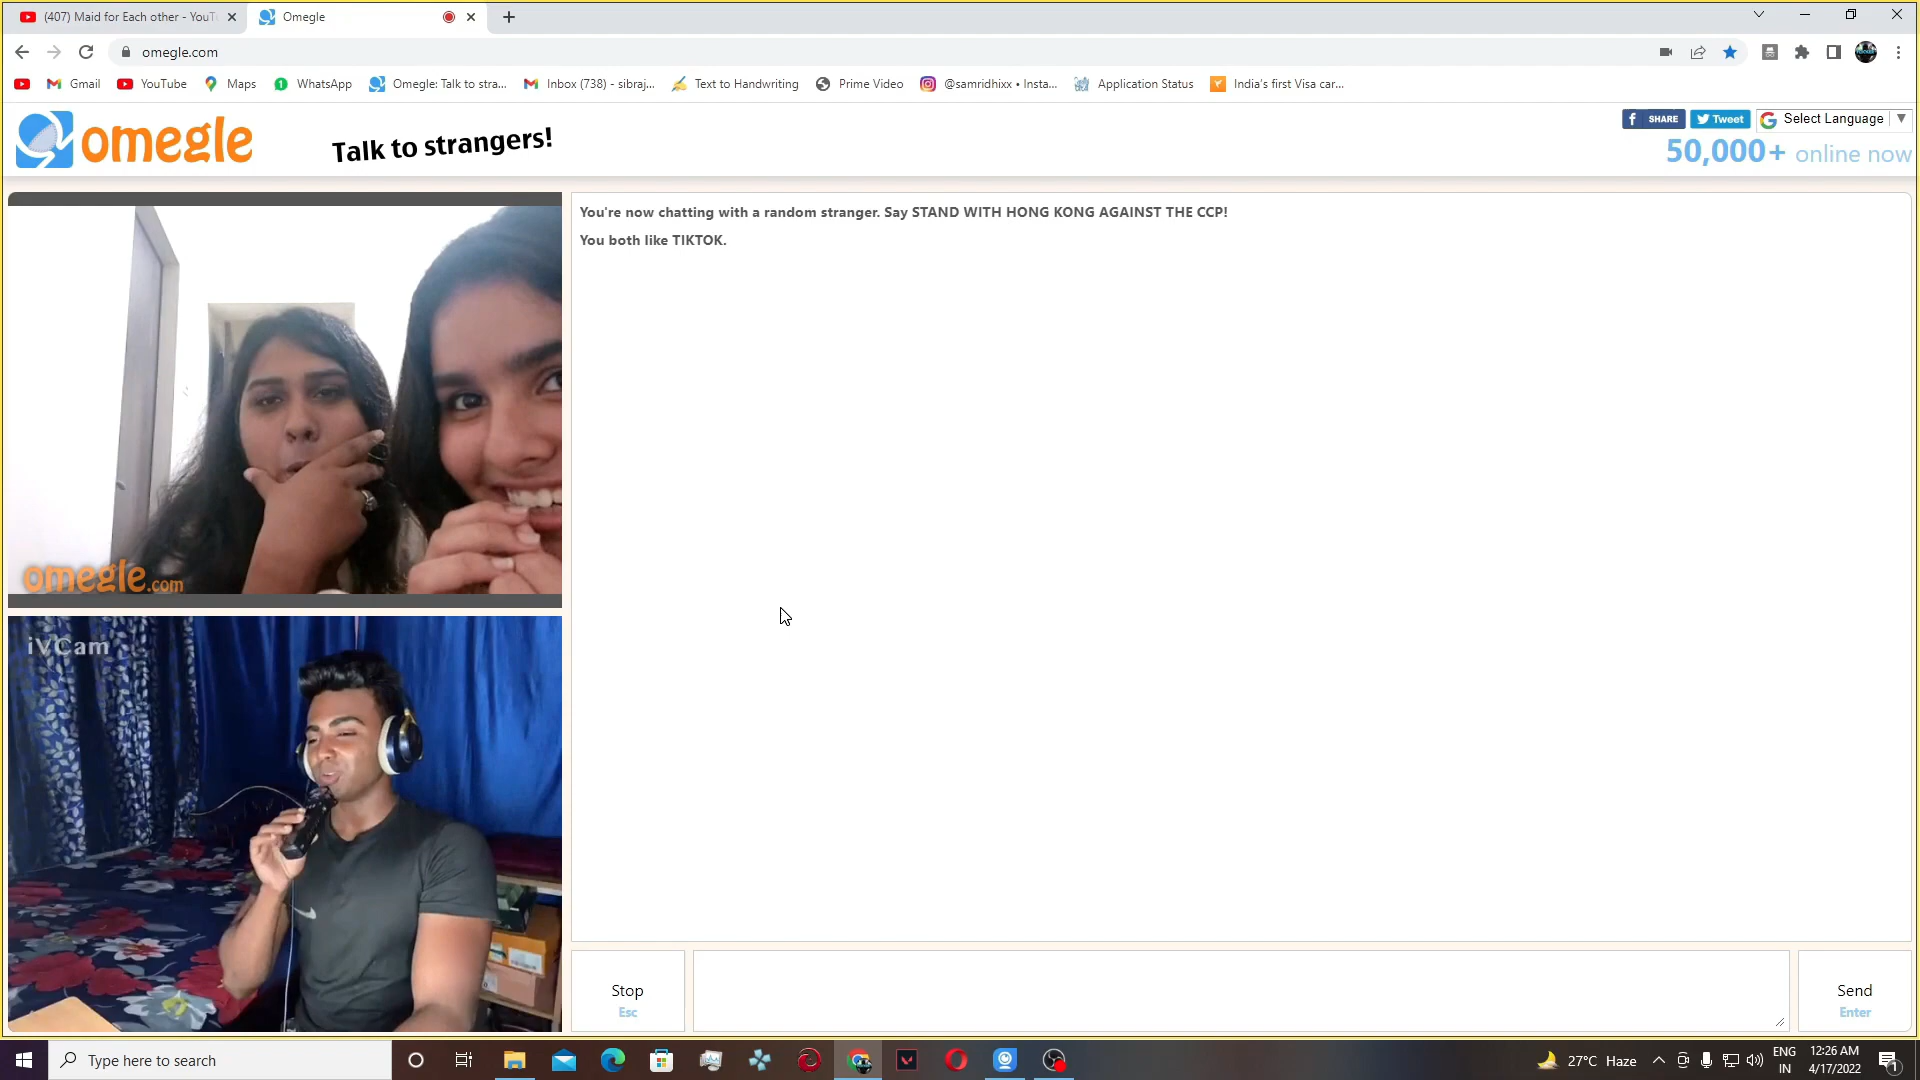 (407) Maid for Each other - YouT
Omegle
omegle.com
Gmail
YouTube
Maps
WhatsApp
Omegle: Talk to stra...
Inbox (738) - sibraj...
Text to Handwriting
Prime Video
@samridhixx • Insta...
Application Status
India's first Visa car...
omegle
Talk to strangers!
SHARE
Tweet
Select Language
50,000+ online now
You're now chatting with a random stranger. Say STAND WITH HONG KONG AGAINST THE CCP!
You both like TIKTOK.
omegle.com
iVCam
Stop
Esc
Send
Enter
Type here to search
27°C Haze
ENG
IN
12:26 AM
4/17/2022
1